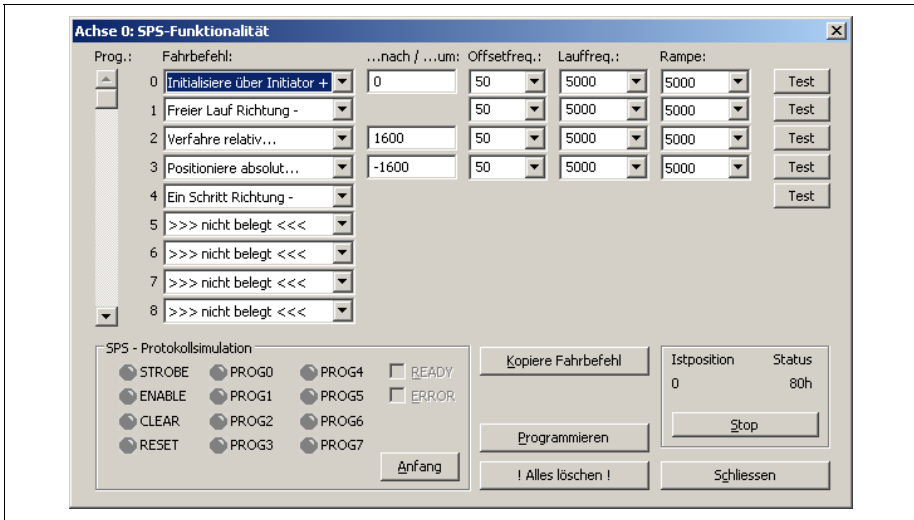 Achse 0: SPS-Funktionalität
Prog.: Fahrbefehl: ...nach / ...um: Offsetfreq.: Lauffreq.: Rampe:
0 Initialisiere über Initiator + 0 50 5000 5000 Test
1 Freier Lauf Richtung - 50 5000 5000 Test
2 Verfahre relativ... 1600 50 5000 5000 Test
3 Positioniere absolut... -1600 50 5000 5000 Test
4 Ein Schritt Richtung - Test
5 >>> nicht belegt <<<
6 >>> nicht belegt <<<
7 >>> nicht belegt <<<
8 >>> nicht belegt <<<
SPS - Protokollsimulation
STROBE PROG0 PROG4 READY
ENABLE PROG1 PROG5 ERROR
CLEAR PROG2 PROG6
RESET PROG3 PROG7
Anfang
Kopiere Fahrbefehl
Programmieren
! Alles löschen !
Istposition Status
0 80h
Stop
Schliessen